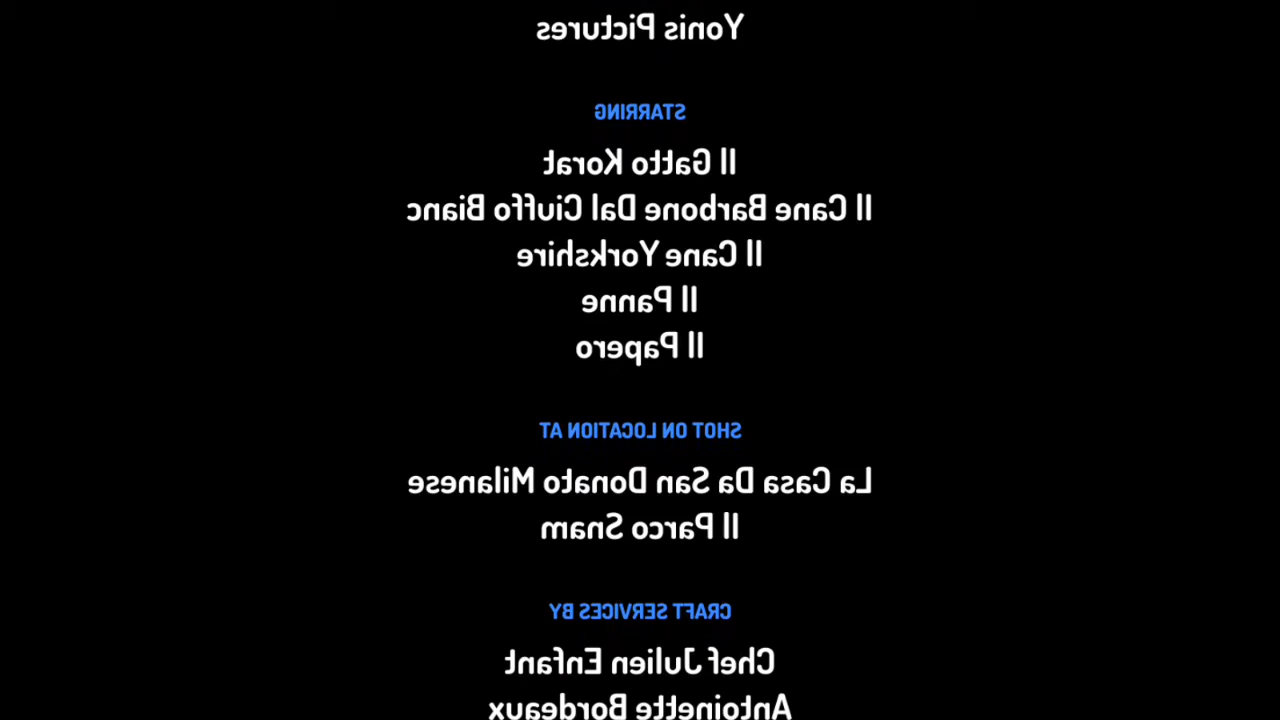 Yonis Pictures
STARRING
Il Gatto Korat
Il Cane Barbone Dal Ciuffo Bianc
Il Cane Yorkshire
Il Panne
Il Papero
SHOT ON LOCATION AT
La Casa Da San Donato Milanese
Il Parco Snam
CRAFT SERVICES BY
Chef Julien Enfant
Antoinette Bordeaux